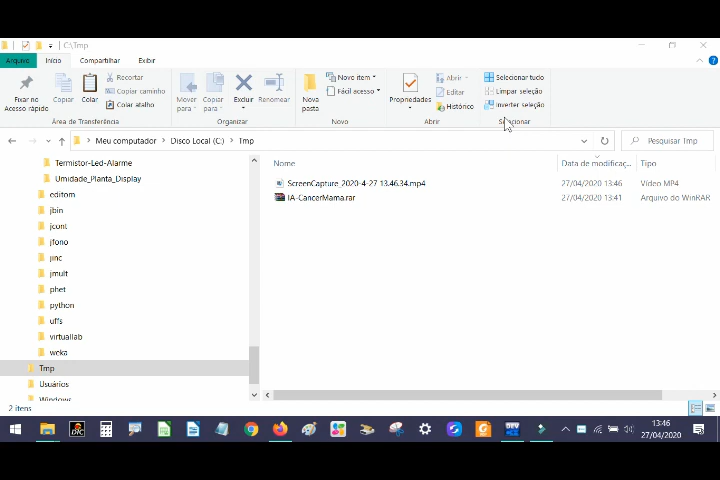 C:\Tmp
Arquivo Início Compartilhar Exibir
Fixar no Acesso rápido
Copiar
Colar
Recortar
Copiar caminho
Colar atalho
Área de Transferência
Mover para
Copiar para
Excluir
Renomear
Organizar
Nova pasta
Novo item
Fácil acesso
Novo
Propriedades
Abrir
Editar
Histórico
Abrir
Selecionar tudo
Limpar seleção
Inverter seleção
Selecionar
Meu computador > Disco Local (C:) > Tmp
Pesquisar Tmp
Termistor-Led-Alarme
Umidade_Planta_Display
editom
jbin
jcont
jfono
jinc
jmult
phet
python
uffs
virtuallab
weka
Tmp
Usuários
Windows
Nome Data de modificaç... Tipo
ScreenCapture_2020-4-27 13.46.34.mp4 27/04/2020 13:46 Vídeo MP4
IA-CancerMama.rar 27/04/2020 13:41 Arquivo do WinRAR
2 itens
DIC
DEV
13:46
27/04/2020